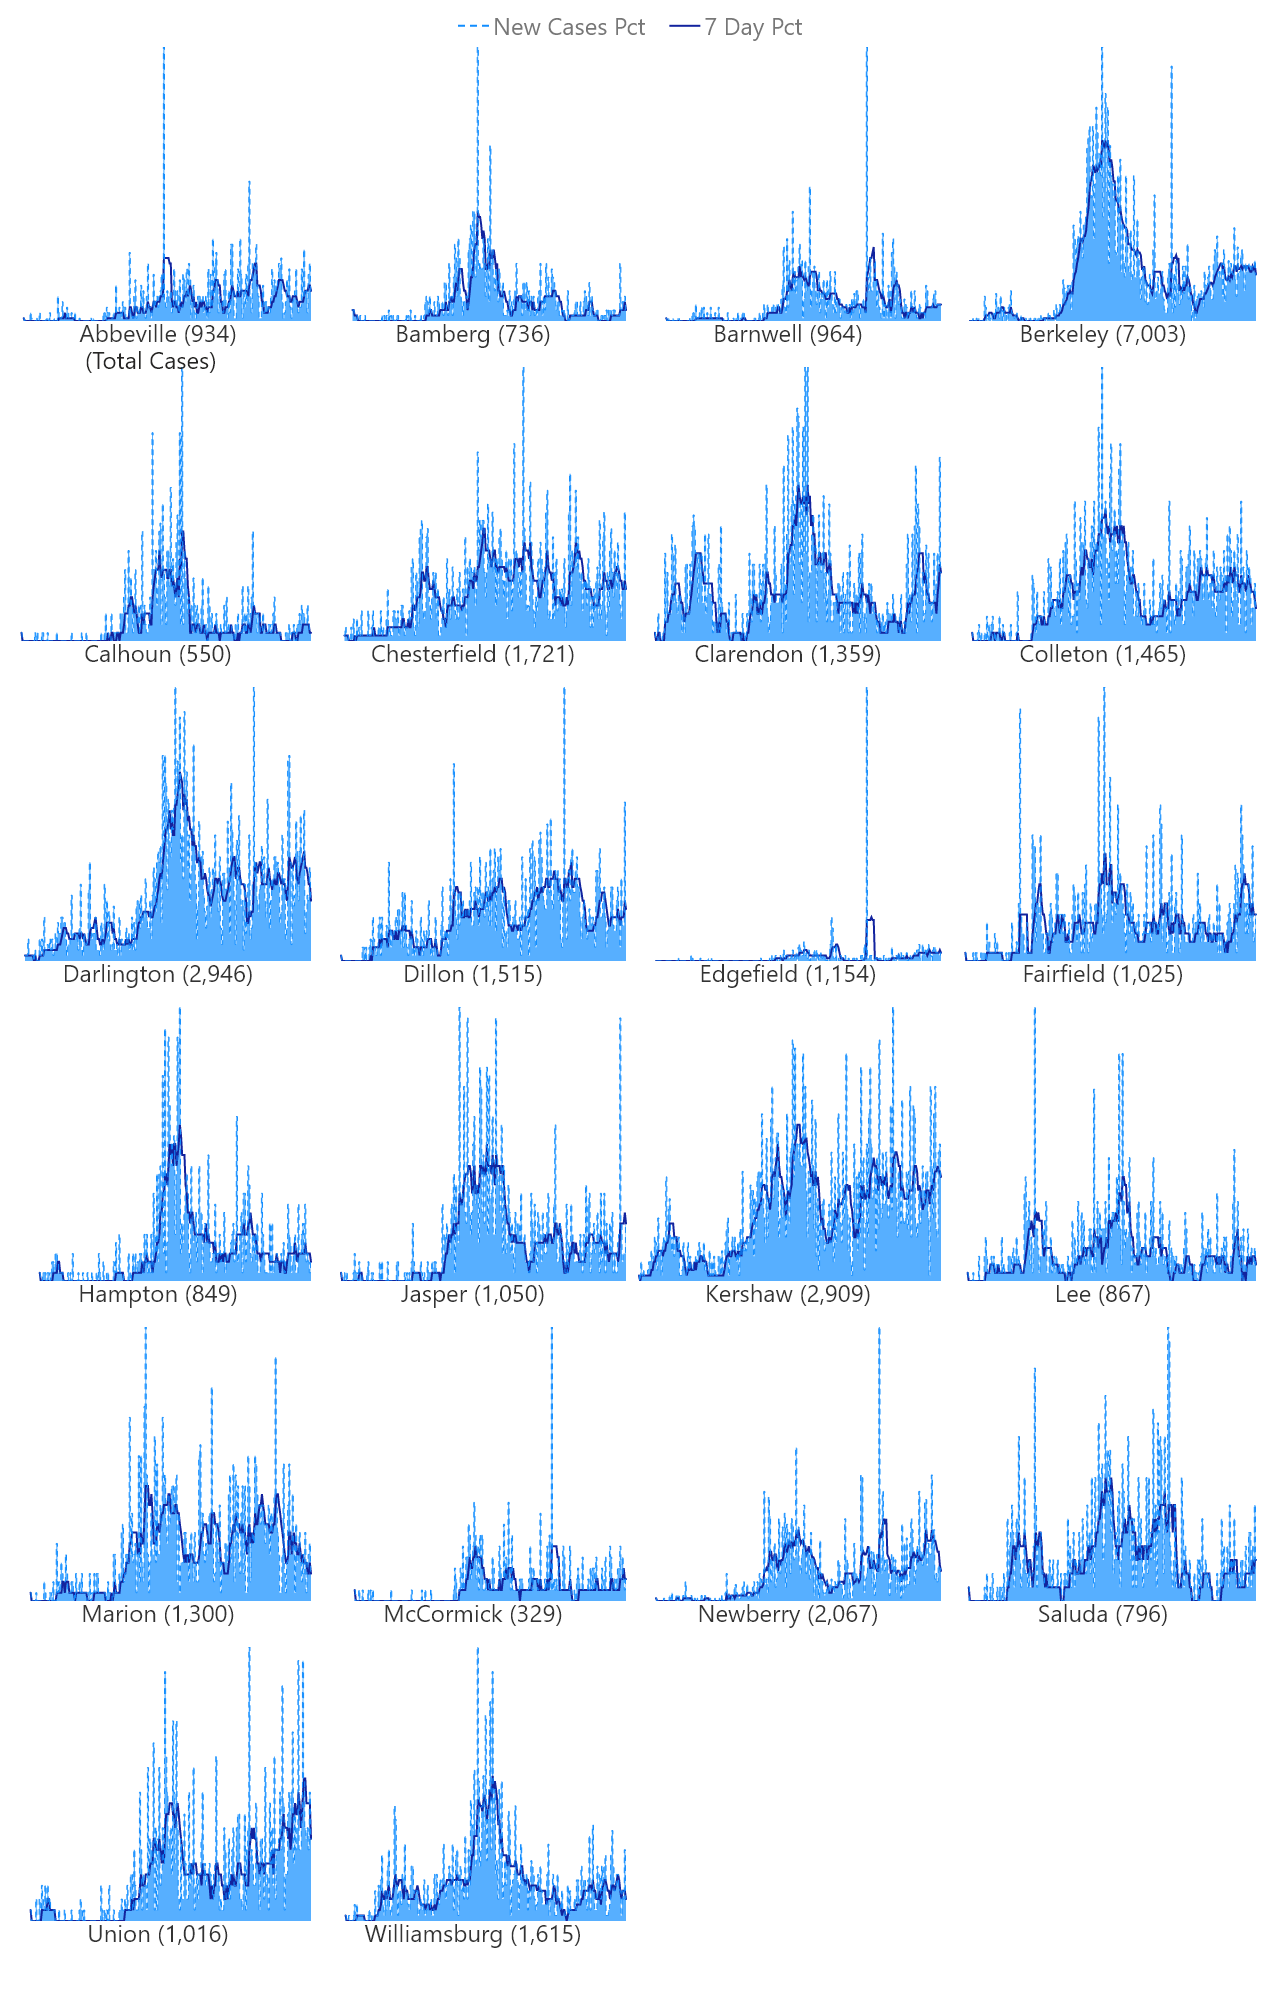 New Cases Pct 7 Day Pct
Abbeville (934) Bamberg (736) Barnwell (964) Berkeley (7,003)
(Total Cases)
Calhoun (550) Chesterfield (1,721) Clarendon (1,359) Colleton (1,465)
Darlington (2,946) Dillon (1,515) Edgefield (1,154) Fairfield (1,025)
Hampton (849) Jasper (1,050) Kershaw (2,909) Lee (867)
Marion (1,300) McCormick (329) Newberry (2,067) Saluda (796)
Union (1,016) Williamsburg (1,615)